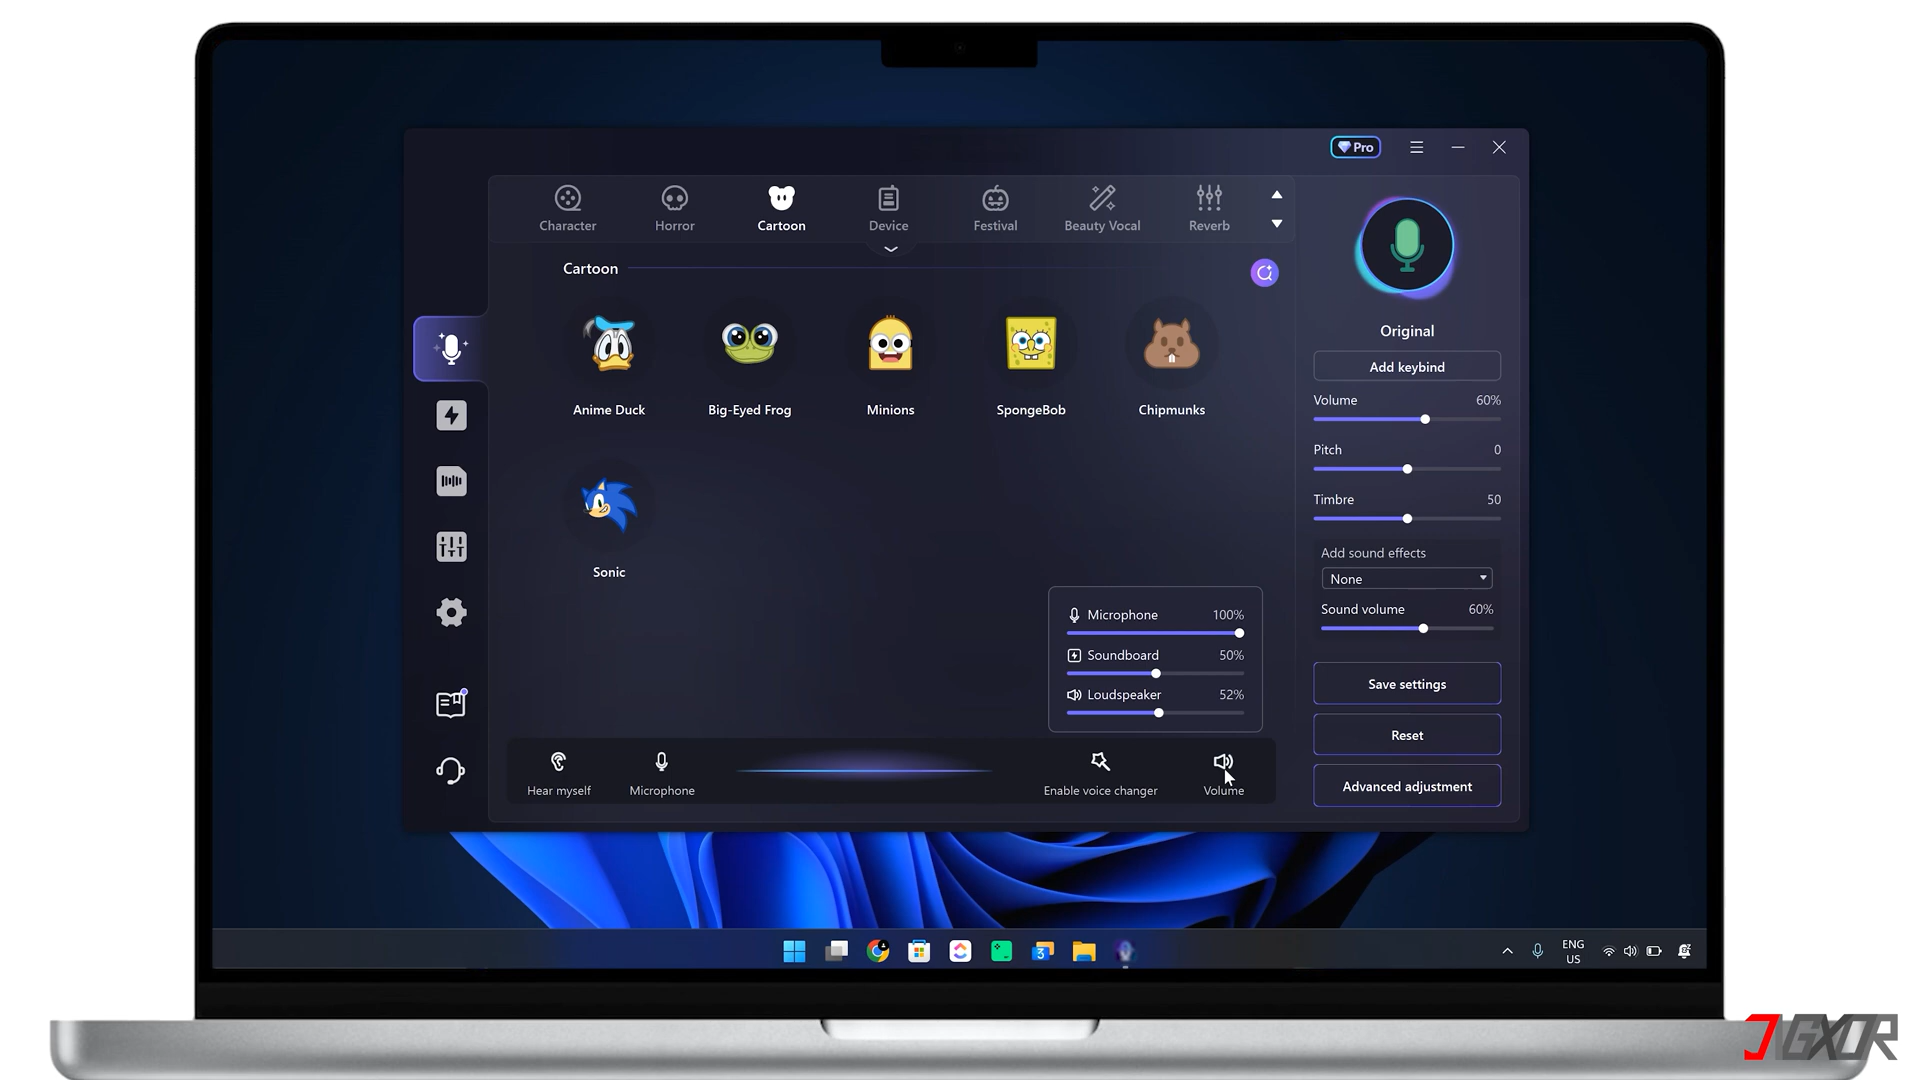 Pro
Character
Horror
Cartoon
Device
Festival
Beauty Vocal
Reverb
Cartoon
Anime Duck
Big-Eyed Frog
Minions
SpongeBob
Chipmunks
Sonic
Original
Add keybind
Volume 60%
Pitch 0
Timbre 50
Add sound effects
None
Sound volume 60%
Save settings
Reset
Advanced adjustment
Microphone 100%
Soundboard 50%
Loudspeaker 52%
Hear myself
Microphone
Enable voice changer
Volume
3
ENG
US
JIGXOR